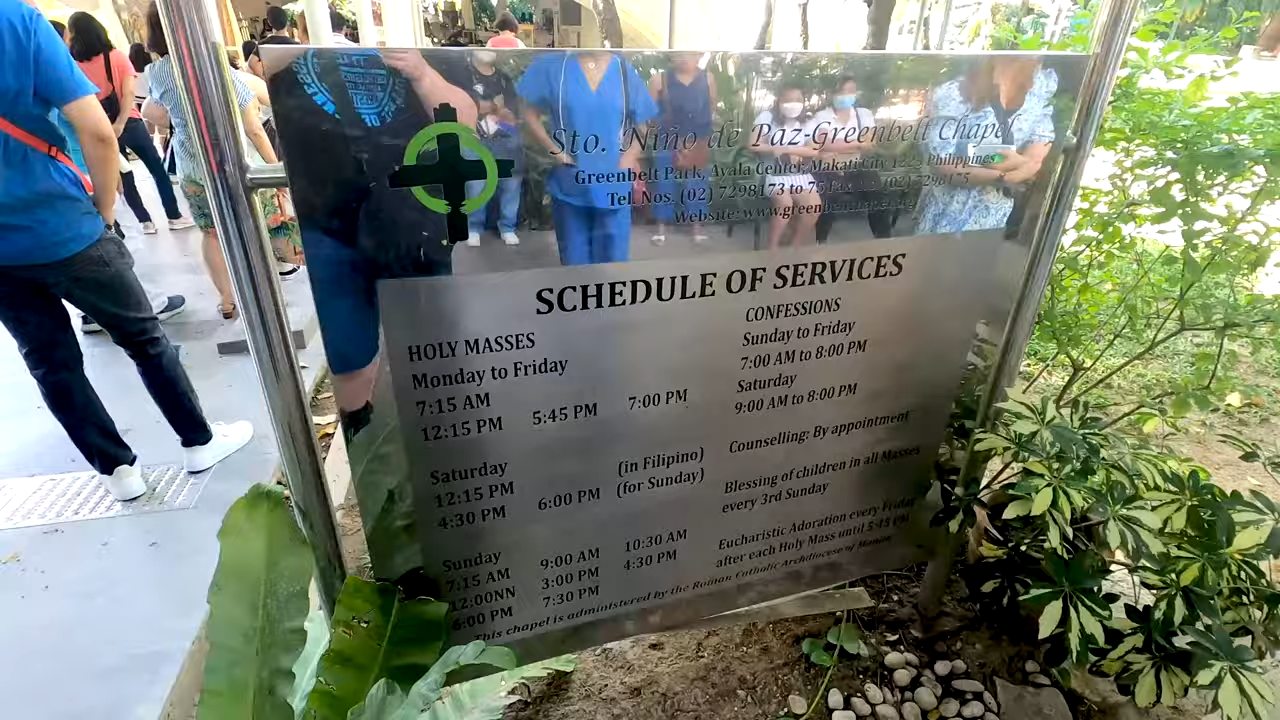 Sto. Niño de Paz-Greenbelt Chapel
Greenbelt Park, Ayala Center, Makati City 1223 Philippines
Tel. Nos. (02) 7298173 to 75 Fax (02) 7298175
Website: www.greenbeltchapel.org
SCHEDULE OF SERVICES
HOLY MASSES
Monday to Friday
7:15 AM
12:15 PM 5:45 PM 7:00 PM
Saturday (in Filipino)
12:15 PM 6:00 PM (for Sunday)
4:30 PM
Sunday 9:00 AM 10:30 AM
7:15 AM 3:00 PM 4:30 PM
12:00NN 7:30 PM
6:00 PM
CONFESSIONS
Sunday to Friday
7:00 AM to 8:00 PM
Saturday
9:00 AM to 8:00 PM
Counselling: By appointment
Blessing of children in all Masses
every 3rd Sunday
Eucharistic Adoration every Friday
after each Holy Mass until 5:45 PM
This chapel is administered by the Roman Catholic Archdiocese of Manila